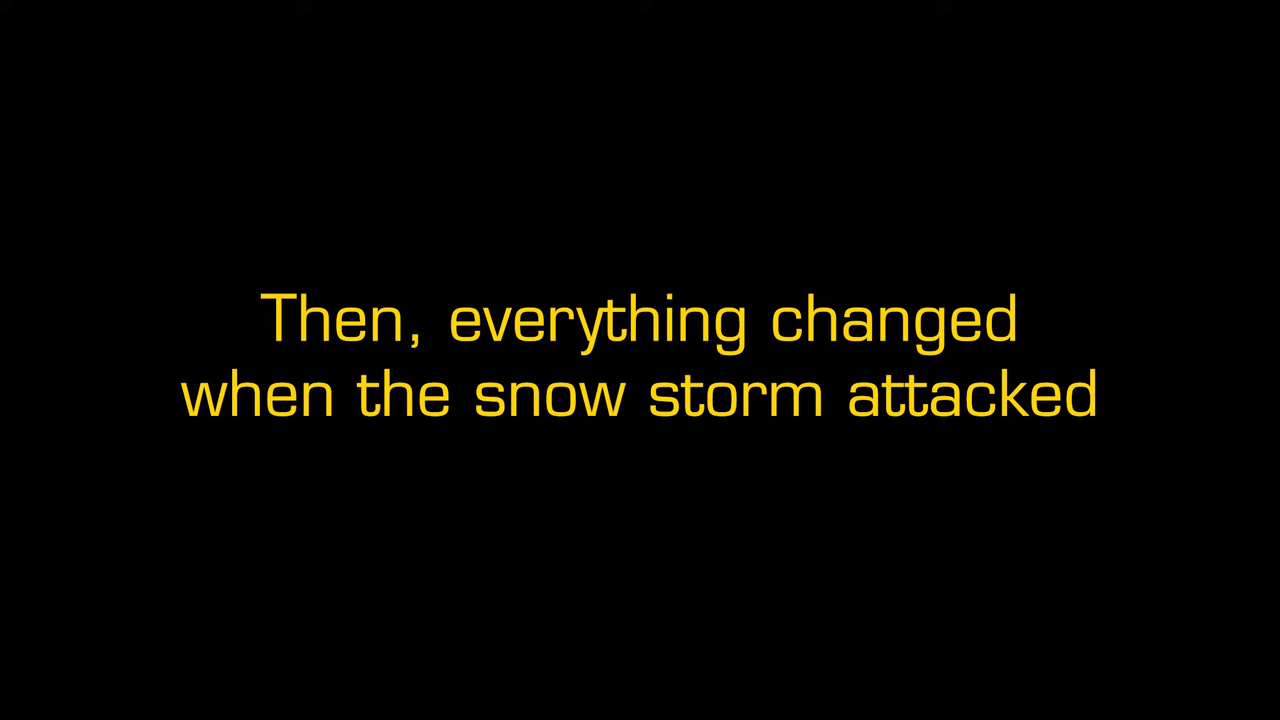 Then, everything changed
when the snow storm attacked